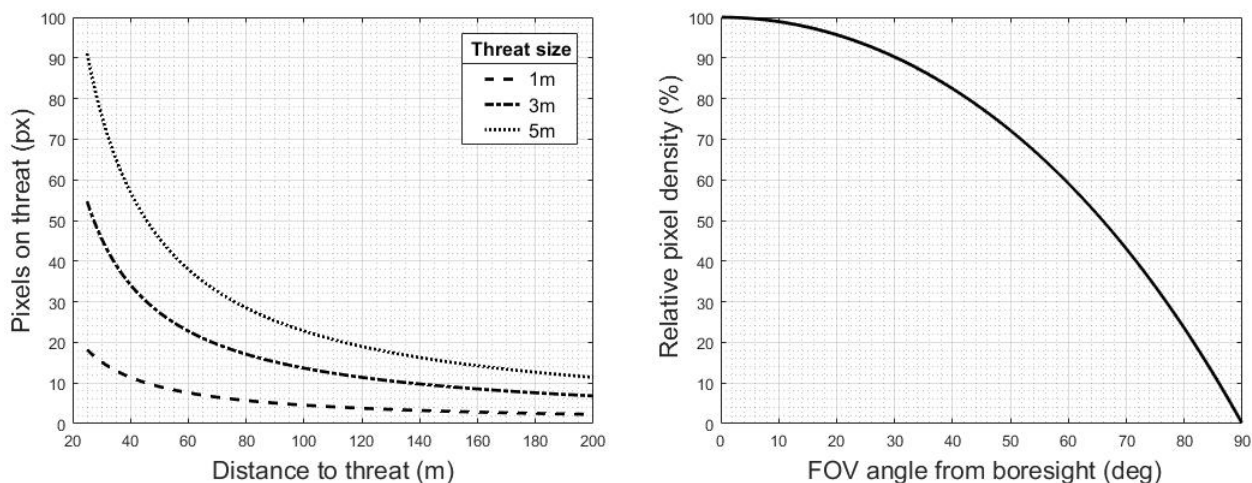 Pixels on threat (px)
100
90
80
70
60
50
40
30
20
10
0
Threat size
1m
3m
5m
20 40 60 80 100 120 140 160 180 200
Distance to threat (m)
Relative pixel density (%)
100
90
80
70
60
50
40
30
20
10
0
0 10 20 30 40 50 60 70 80 90
FOV angle from boresight (deg)